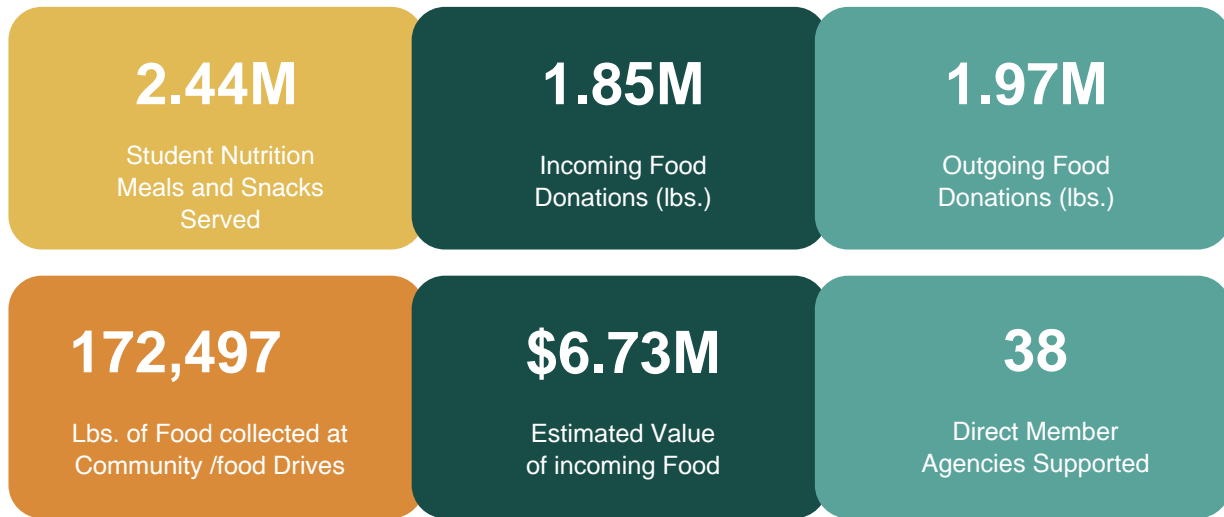 2.44M
Student Nutrition
Meals and Snacks
Served
1.85M
Incoming Food
Donations (lbs.)
1.97M
Outgoing Food
Donations (lbs.)
172,497
Lbs. of Food collected at
Community /food Drives
$6.73M
Estimated Value
of incoming Food
38
Direct Member
Agencies Supported